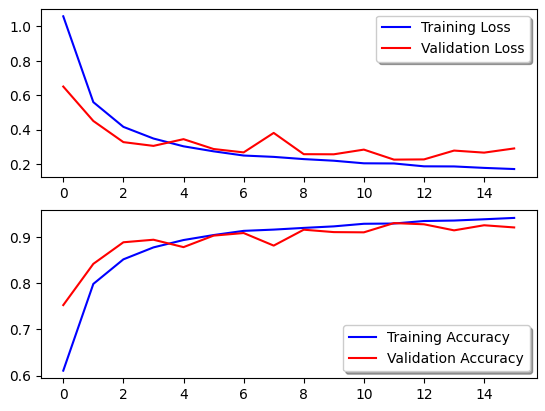 1.0
0.8
0.6
0.4
0.2
Training Loss
Validation Loss
0 2 4 6 8 10 12 14
0.9
0.8
0.7
0.6
Training Accuracy
Validation Accuracy
0 2 4 6 8 10 12 14